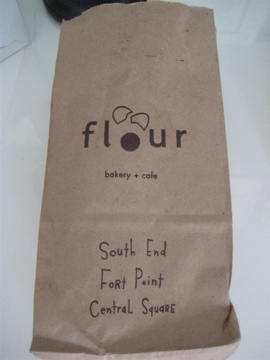 flour
bakery + cafe
South End
Fort Point
Central Square